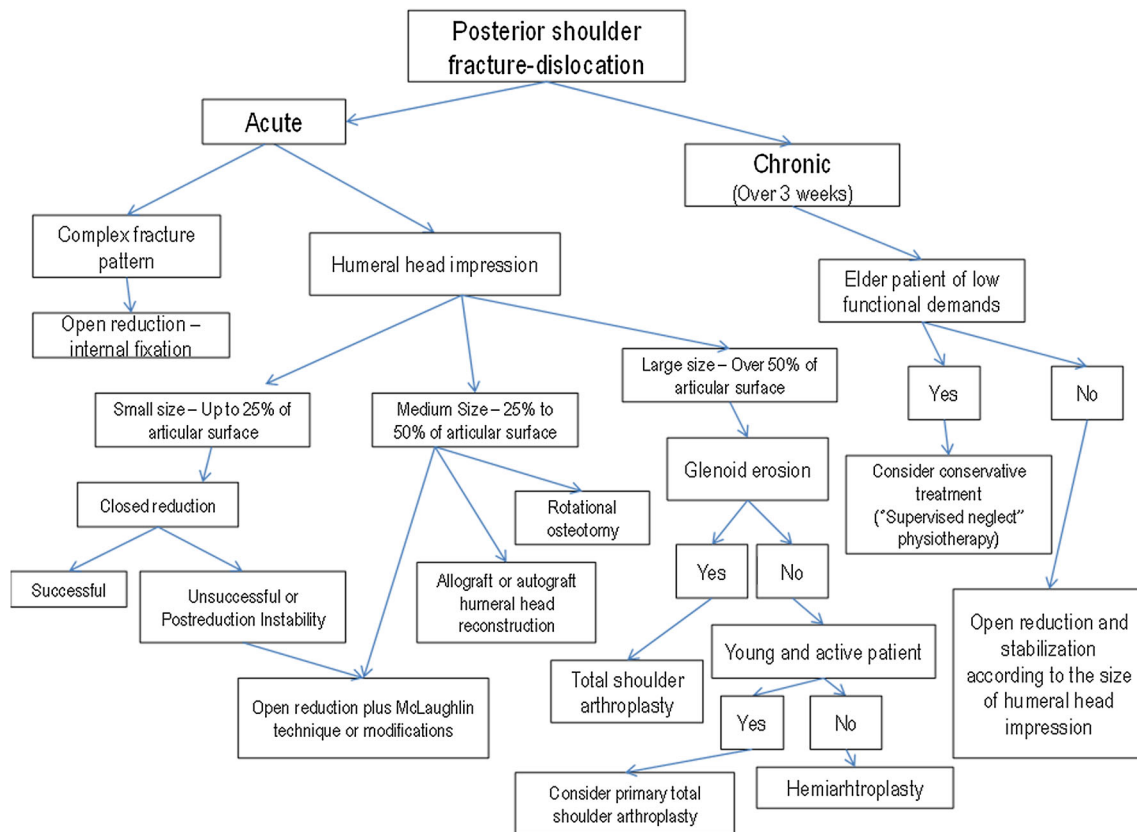 Posterior shoulder
fracture-dislocation
Acute
Chronic
(Over 3 weeks)
Complex fracture
pattern
Humeral head impression
Elder patient of low
functional demands
Open reduction –
internal fixation
Large size – Over 50% of
articular surface
Small size – Up to 25% of
articular surface
Medium Size – 25% to
50% of articular surface
Yes
No
Glenoid erosion
Consider conservative
treatment
("Supervised neglect"
physiotherapy)
Closed reduction
Rotational
osteotomy
Successful
Unsuccessful or
Postreduction Instability
Allograft or autograft
humeral head
reconstruction
Yes
No
Open reduction and
stabilization
according to the size
of humeral head
impression
Young and active patient
Total shoulder
arthroplasty
Open reduction plus McLaughlin
technique or modifications
Yes
No
Consider primary total
shoulder arthroplasty
Hemiarhtroplasty